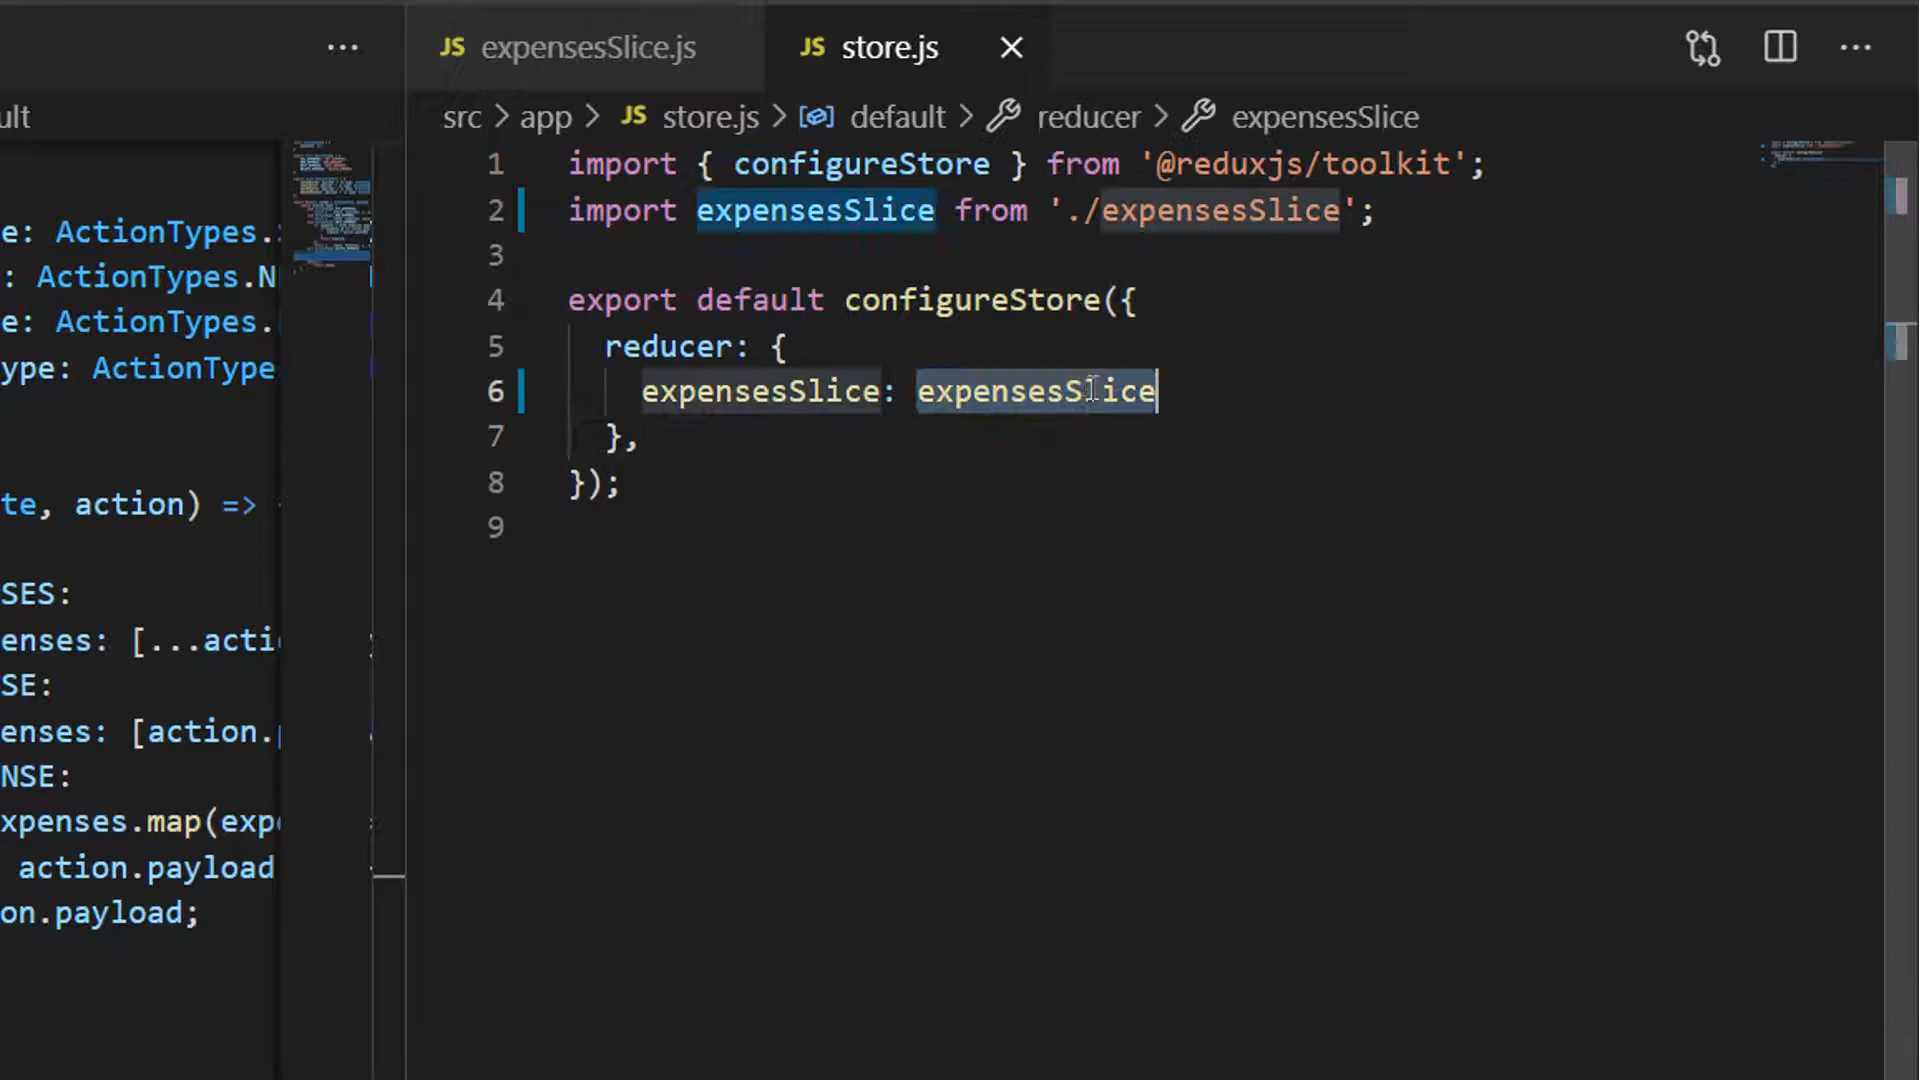 JS expensesSlice.js
JS store.js
ult
src > app > JS store.js > default > reducer > expensesSlice
e: ActionTypes.
: ActionTypes.N
e: ActionTypes.
ype: ActionType
te, action) =>
SES:
enses: [...acti
SE:
enses: [action.
NSE:
xpenses.map(exp
action.payload
on.payload;
1 import { configureStore } from '@reduxjs/toolkit';
2 import expensesSlice from './expensesSlice';
3
4 export default configureStore({
5 reducer: {
6 expensesSlice: expensesSlice
7 },
8 });
9